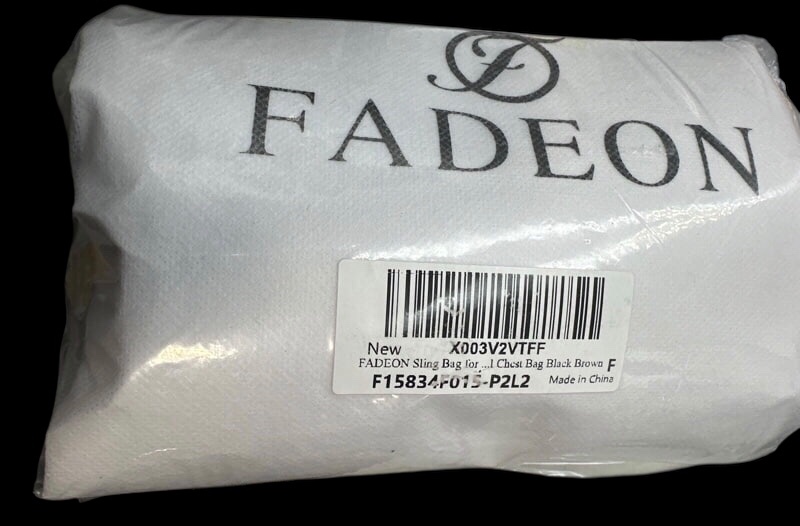 FADEON
New X003V2VTFF
FADEON Sling Bag for ...l Chest Bag Black Brown F
F15834F015-P2L2 Made in China